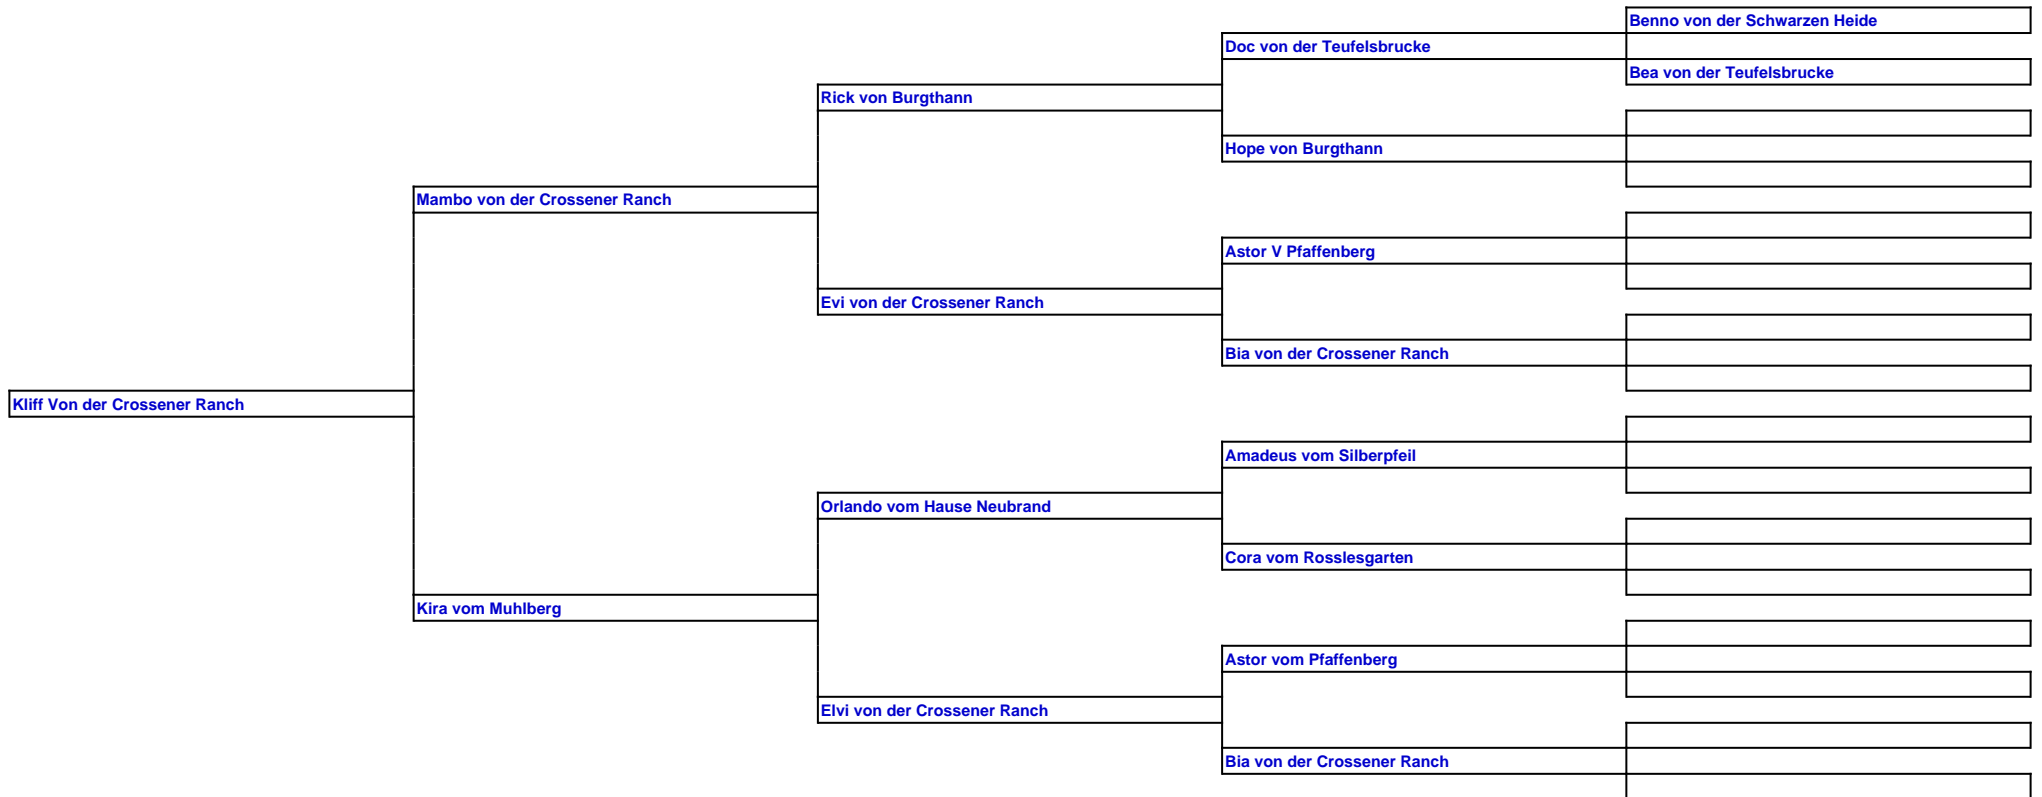 Benno von der Schwarzen Heide
Doc von der Teufelsbrucke
Bea von der Teufelsbrucke
Rick von Burgthann
Hope von Burgthann
Mambo von der Crossener Ranch
Astor V Pfaffenberg
Evi von der Crossener Ranch
Bia von der Crossener Ranch
Kliff Von der Crossener Ranch
Amadeus vom Silberpfeil
Orlando vom Hause Neubrand
Cora vom Rosslesgarten
Kira vom Muhlberg
Astor vom Pfaffenberg
Elvi von der Crossener Ranch
Bia von der Crossener Ranch